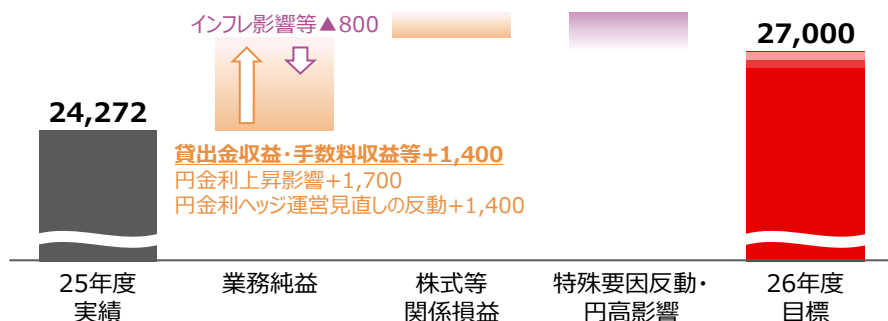 インフレ影響等▲800
27,000
24,272
貸出金収益・手数料収益等+1,400
円金利上昇影響+1,700
円金利ヘッジ運営見直しの反動+1,400
25年度
実績
業務純益
株式等
関係損益
特殊要因反動・
円高影響
26年度
目標